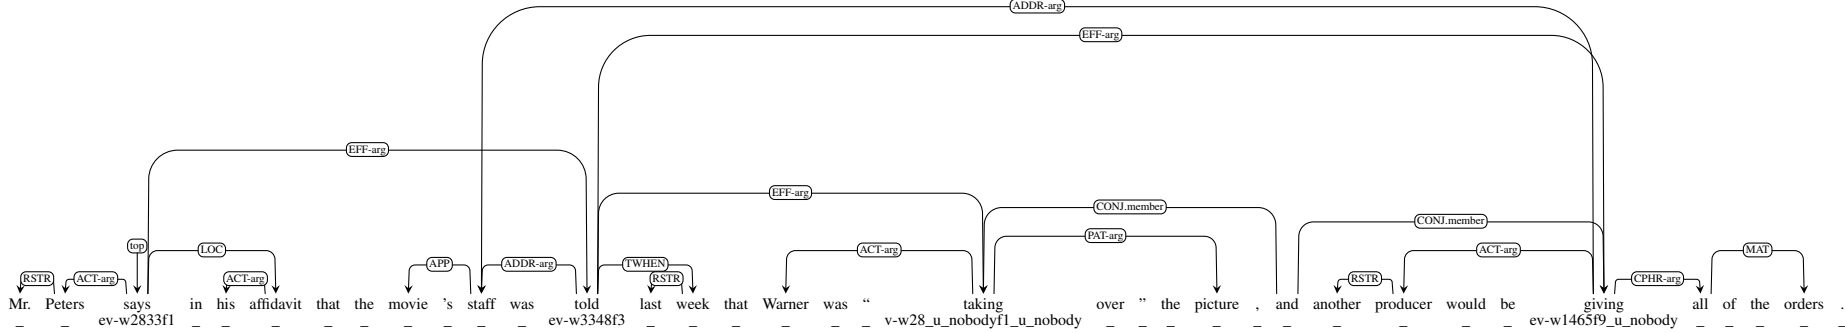 ADDR-arg
EFF-arg
EFF-arg
EFF-arg
CONJ.member
CONJ.member
PAT-arg
top LOC ACT-arg ACT-arg MAT
APP ADDR-arg TWHEN
RSTR ACT-arg ACT-arg RSTR RSTR CPHR-arg
Mr. Peters says in his affidavit that the movie 's staff was told last week that Warner was “ taking over ” the picture , and another producer would be giving all of the orders .
_ _ ev-w2833f1 _ _ _ _ _ _ _ _ _ ev-w3348f3 _ _ _ _ _ _ v-w28_u_nobodyf1_u_nobody _ _ _ _ _ _ _ _ _ _ ev-w1465f9_u_nobody _ _ _ _ _